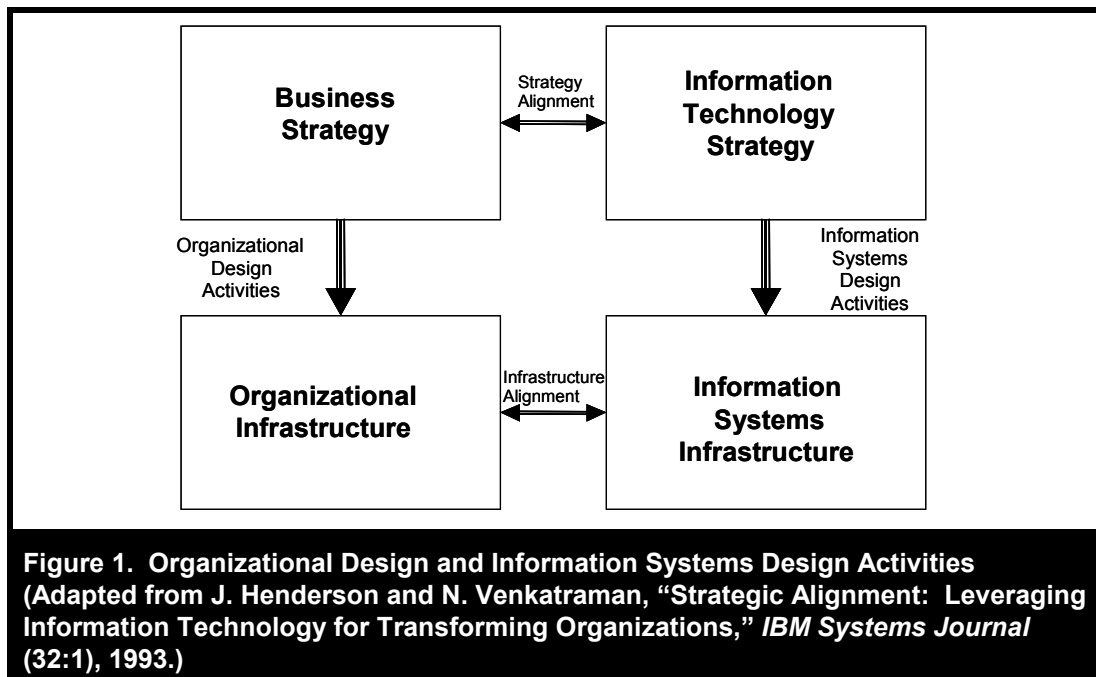 Business
Strategy
Strategy
Alignment
Information
Technology
Strategy
Organizational
Design
Activities
Information
Systems
Design
Activities
Organizational
Infrastructure
Infrastructure
Alignment
Information
Systems
Infrastructure
Figure 1. Organizational Design and Information Systems Design Activities
(Adapted from J. Henderson and N. Venkatraman, “Strategic Alignment: Leveraging
Information Technology for Transforming Organizations,” IBM Systems Journal
(32:1), 1993.)